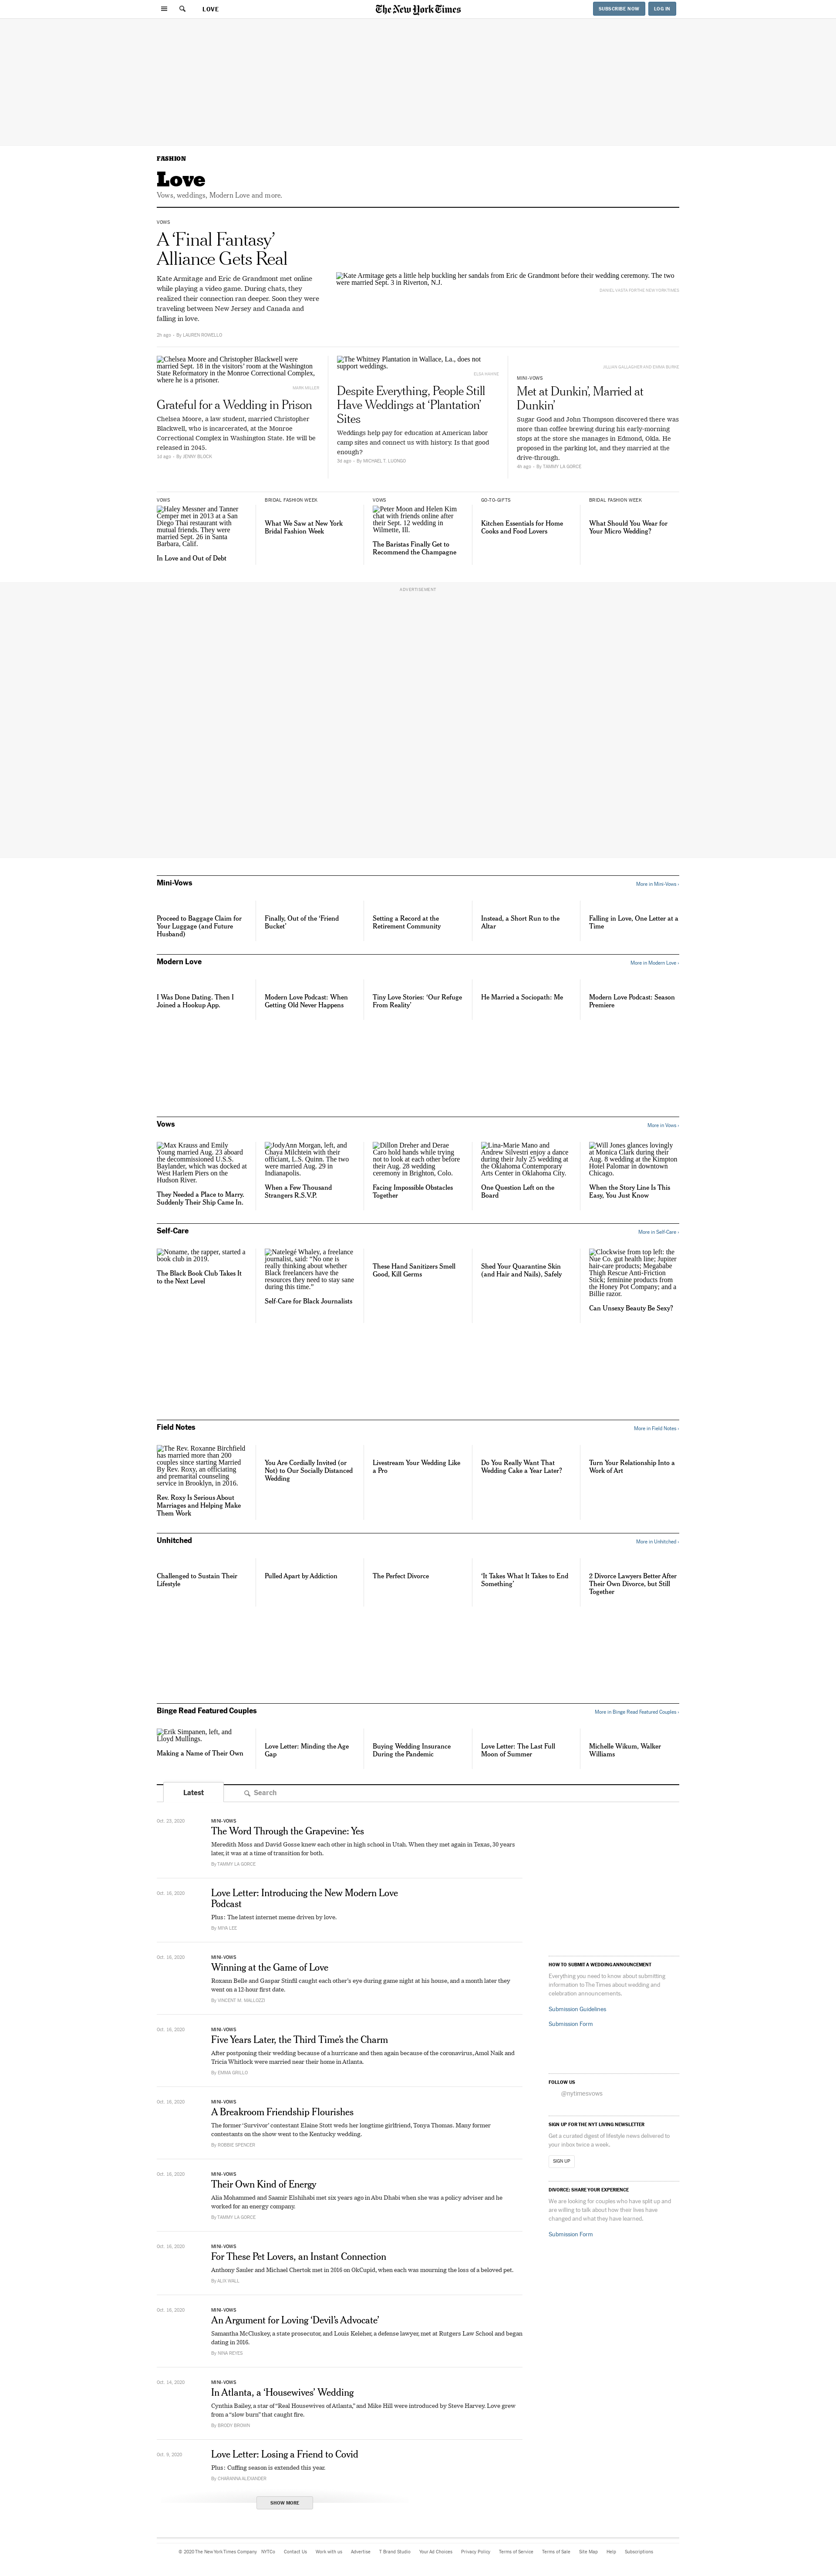 LOVE
The New York Times
SUBSCRIBE NOW
LOG IN
FASHION
Love
Vows, weddings, Modern Love and more.
VOWS
A ‘Final Fantasy’
Alliance Gets Real
Kate Armitage and Eric de Grandmont met online
while playing a video game. During chats, they
realized their connection ran deeper. Soon they were
traveling between New Jersey and Canada and
falling in love.
2h ago – By LAUREN ROWELLO
Kate Armitage gets a little help buckling her sandals from Eric de Grandmont before their wedding ceremony. The two
were married Sept. 3 in Riverton, N.J.
Chelsea Moore and Christopher Blackwell were
married Sept. 18 in the visitors’ room at the Washington
State Reformatory in the Monroe Correctional Complex,
where he is a prisoner.
Grateful for a Wedding in Prison
Chelsea Moore, a law student, married Christopher
Blackwell, who is incarcerated, at the Monroe
Correctional Complex in Washington State. He will be
released in 2045.
1d ago – By JENNY BLOCK
The Whitney Plantation in Wallace, La., does not
support weddings.
Despite Everything, People Still
Have Weddings at ‘Plantation’
Sites
Weddings help pay for education at American labor
camp sites and connect us with history. Is that good
enough?
3d ago – By MICHAEL T. LUONGO
JILLIAN GALLAGHER AND EMMA BURKE
MINI-VOWS
Met at Dunkin’, Married at
Dunkin’
Sugar Good and John Thompson discovered there was
more than coffee brewing during his early-morning
stops at the store she manages in Edmond, Okla. He
proposed in the parking lot, and they married at the
drive-through.
4h ago – By TAMMY LA GORCE
VOWS
Haley Messner and Tanner
Gemper met in 2013 at a San
Diego Thai restaurant with
mutual friends. They were
married Sept. 26 in Santa
Barbara, Calif.
In Love and Out of Debt
BRIDAL FASHION WEEK
What We Saw at New York
Bridal Fashion Week
VOWS
Peter Moon and Helen Kim
chat with friends online after
their Sept. 12 wedding in
Wilmette, Ill.
The Baristas Finally Get to
Recommend the Champagne
GO-TO-GIFTS
Kitchen Essentials for Home
Cooks and Food Lovers
BRIDAL FASHION WEEK
What Should You Wear for
Your Micro Wedding?
ADVERTISEMENT
Mini-Vows
More in Mini-Vows ›
Proceed to Baggage Claim for
Your Luggage (and Future
Husband)
Finally, Out of the ‘Friend
Bucket’
Setting a Record at the
Retirement Community
Instead, a Short Run to the
Altar
Falling in Love, One Letter at a
Time
Modern Love
More in Modern Love ›
I Was Done Dating. Then I
Joined a Hookup App.
Modern Love Podcast: When
Getting Old Never Happens
Tiny Love Stories: ‘Our Refuge
From Reality’
He Married a Sociopath: Me
Modern Love Podcast: Season
Premiere
Vows
More in Vows ›
Max Krauss and Emily
Young married Aug. 23 aboard
the decommissioned U.S.S.
Baylander, which was docked at
West Harlem Piers on the
Hudson River.
They Needed a Place to Marry.
Suddenly Their Ship Came In.
JodyAnn Morgan, left, and
Chaya Milchtein with their
officiant, L.S. Quinn. The two
were married Aug. 29 in
Indianapolis.
When a Few Thousand
Strangers R.S.V.P.
Dillon Dreher and Derae
Caro hold hands while trying
not to look at each other before
their Aug. 28 wedding
ceremony in Brighton, Colo.
Facing Impossible Obstacles
Together
Lina-Marie Mano and
Andrew Silvestri enjoy a dance
during their July 25 wedding at
the Oklahoma Contemporary
Arts Center in Oklahoma City.
One Question Left on the
Board
Will Jones glances lovingly
at Monica Clark during their
Aug. 8 wedding at the Kimpton
Hotel Palomar in downtown
Chicago.
When the Story Line Is This
Easy, You Just Know
Self-Care
More in Self-Care ›
Noname, the rapper, started a
book club in 2019.
The Black Book Club Takes It
to the Next Level
Natelegé Whaley, a freelance
journalist, said: “No one is
really thinking about whether
Black freelancers have the
resources they need to stay sane
during this time.”
Self-Care for Black Journalists
These Hand Sanitizers Smell
Good, Kill Germs
Shed Your Quarantine Skin
(and Hair and Nails), Safely
Clockwise from top left: the
Nue Co. gut health line; Hairpur
hair-care products; Megababe
Thigh Rescue Anti-Friction
Stick; feminine products from
the Honey Pot Company; and a
Billie razor.
Can Unsexy Beauty Be Sexy?
Field Notes
More in Field Notes ›
The Rev. Roxanne Birchfield
has married more than 200
couples since starting Married
By Rev. Roxy, an officiating
and premarital counseling
service in Brooklyn, in 2016.
Rev. Roxy Is Serious About
Marriages and Helping Make
Them Work
You Are Cordially Invited (or
Not) to Our Socially Distanced
Wedding
Livestream Your Wedding Like
a Pro
Do You Really Want That
Wedding Cake a Year Later?
Turn Your Relationship Into a
Work of Art
Unhitched
More in Unhitched ›
Challenged to Sustain Their
Lifestyle
Pulled Apart by Addiction
The Perfect Divorce
‘It Takes What It Takes to End
Something’
2 Divorce Lawyers Better After
Their Own Divorce, but Still
Together
Binge Read Featured Couples
More in Binge Read Featured Couples ›
Erik Simpanen, left, and
Lloyd Mullings.
Making a Name of Their Own
Love Letter: Minding the Age
Gap
Buying Wedding Insurance
During the Pandemic
Love Letter: The Last Full
Moon of Summer
Michelle Wikum, Walker
Williams
Latest
Search
Oct. 23, 2020
MINI-VOWS
The Word Through the Grapevine: Yes
Meredith Moss and David Gosse knew each other in high school in Utah. When they met again in Texas, 30 years
later, it was at a time of transition for both.
By TAMMY LA GORCE
Oct. 16, 2020
Love Letter: Introducing the New Modern Love
Podcast
Plus: The latest internet meme driven by love.
By MIYA LEE
Oct. 16, 2020
MINI-VOWS
Winning at the Game of Love
Roxann Belle and Gaspar Stinfil caught each other’s eye during game night at his house, and a month later they
went on a 12-hour first date.
By VINCENT M. MALLOZZI
Oct. 16, 2020
MINI-VOWS
Five Years Later, the Third Time’s the Charm
After postponing their wedding because of a hurricane and then again because of the coronavirus, Amol Naik and
Tricia Whitlock were married near their home in Atlanta.
By EMMA GRILLO
Oct. 16, 2020
MINI-VOWS
A Breakroom Friendship Flourishes
The former ‘Survivor’ contestant Elaine Stott weds her longtime girlfriend, Tonya Thomas. Many former
contestants on the show went to the Kentucky wedding.
By ROBBIE SPENCER
Oct. 16, 2020
MINI-VOWS
Their Own Kind of Energy
Alia Mohammed and Saamir Elshihabi met six years ago in Abu Dhabi when she was a policy adviser and he
worked for an energy company.
By TAMMY LA GORCE
Oct. 16, 2020
MINI-VOWS
For These Pet Lovers, an Instant Connection
Anthony Sauler and Michael Chertok met in 2016 on OkCupid, when each was mourning the loss of a beloved pet.
By ALIX WALL
Oct. 16, 2020
MINI-VOWS
An Argument for Loving ‘Devil’s Advocate’
Samantha McCluskey, a state prosecutor, and Louis Keleher, a defense lawyer, met at Rutgers Law School and began
dating in 2016.
By NINA REYES
Oct. 14, 2020
MINI-VOWS
In Atlanta, a ‘Housewives’ Wedding
Cynthia Bailey, a star of “Real Housewives of Atlanta,” and Mike Hill were introduced by Steve Harvey. Love grew
from a “slow burn” that caught fire.
By BRODY BROWN
Oct. 9, 2020
Love Letter: Losing a Friend to Covid
Plus: Cuffing season is extended this year.
By CHARANNA ALEXANDER
SHOW MORE
HOW TO SUBMIT A WEDDING ANNOUNCEMENT
Everything you need to know about submitting
information to The Times about wedding and
celebration announcements.
Submission Guidelines
Submission Form
FOLLOW US
@nytimesvows
SIGN UP FOR THE NYT LIVING NEWSLETTER
Get a curated digest of lifestyle news delivered to
your inbox twice a week.
SIGN UP
DIVORCE: SHARE YOUR EXPERIENCE
We are looking for couples who have split up and
are willing to talk about how their lives have
changed and what they have learned.
Submission Form
© 2020 The New York Times Company NYTCo Contact Us Work with us Advertise T Brand Studio Your Ad Choices Privacy Policy Terms of Service Terms of Sale Site Map Help Subscriptions